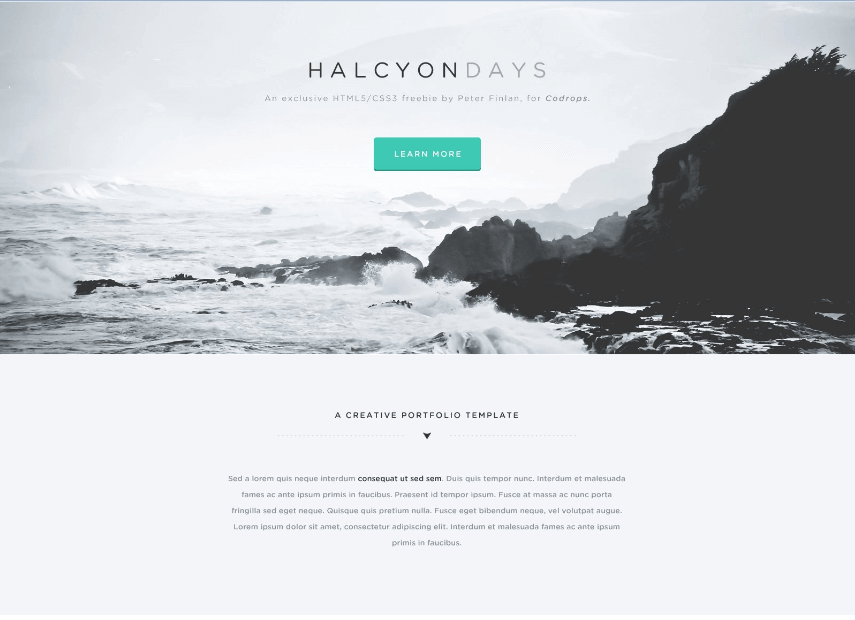 HALCYONDAYS
An exclusive HTML5/CSS3 freebie by Peter Finlan, for Codrops.
LEARN MORE
A CREATIVE PORTFOLIO TEMPLATE
Sed a lorem quis neque interdum consequat ut sed sem. Duis quis tempor nunc. Interdum et malesuada
fames ac ante ipsum primis in faucibus. Praesent id tempor ipsum. Fusce at massa ac nunc porta
fringilla sed eget neque. Quisque quis pretium nulla. Fusce eget bibendum neque, vel volutpat augue.
Lorem ipsum dolor sit amet, consectetur adipiscing elit. Interdum et malesuada fames ac ante ipsum
primis in faucibus.